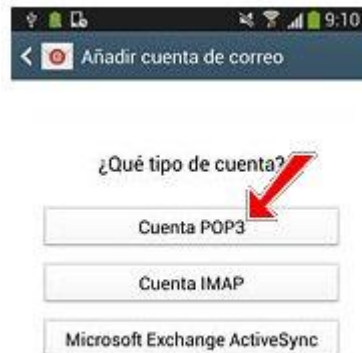 9:10
Añadir cuenta de correo
¿Qué tipo de cuenta?
Cuenta POP3
Cuenta IMAP
Microsoft Exchange ActiveSync